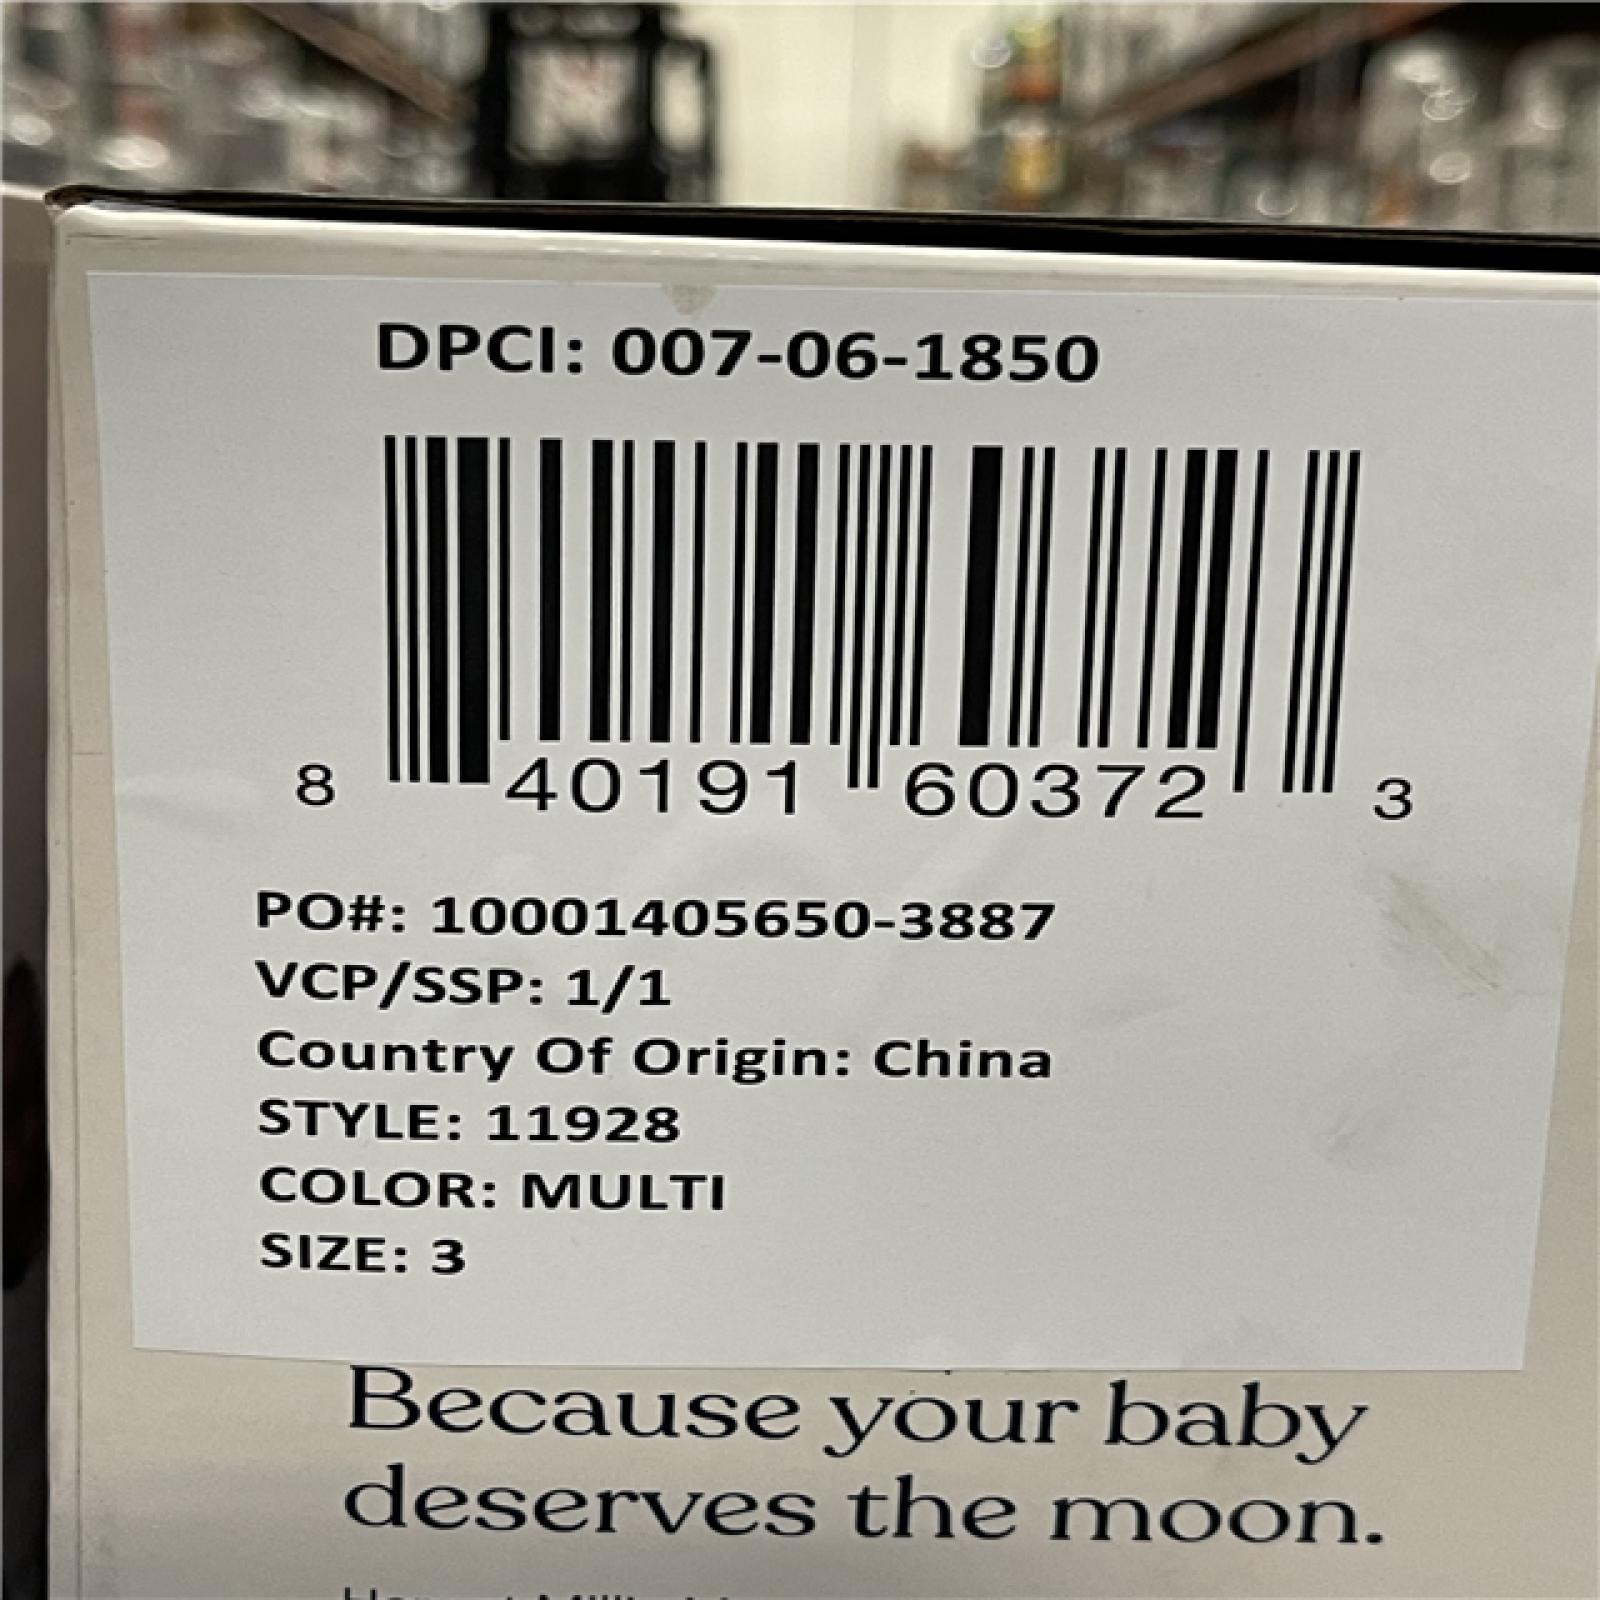 DPCI: 007-06-1850
8 40191 60372 3
PO#: 10001405650-3887
VCP/SSP: 1/1
Country Of Origin: China
STYLE: 11928
COLOR: MULTI
SIZE: 3
Because your baby
deserves the moon.